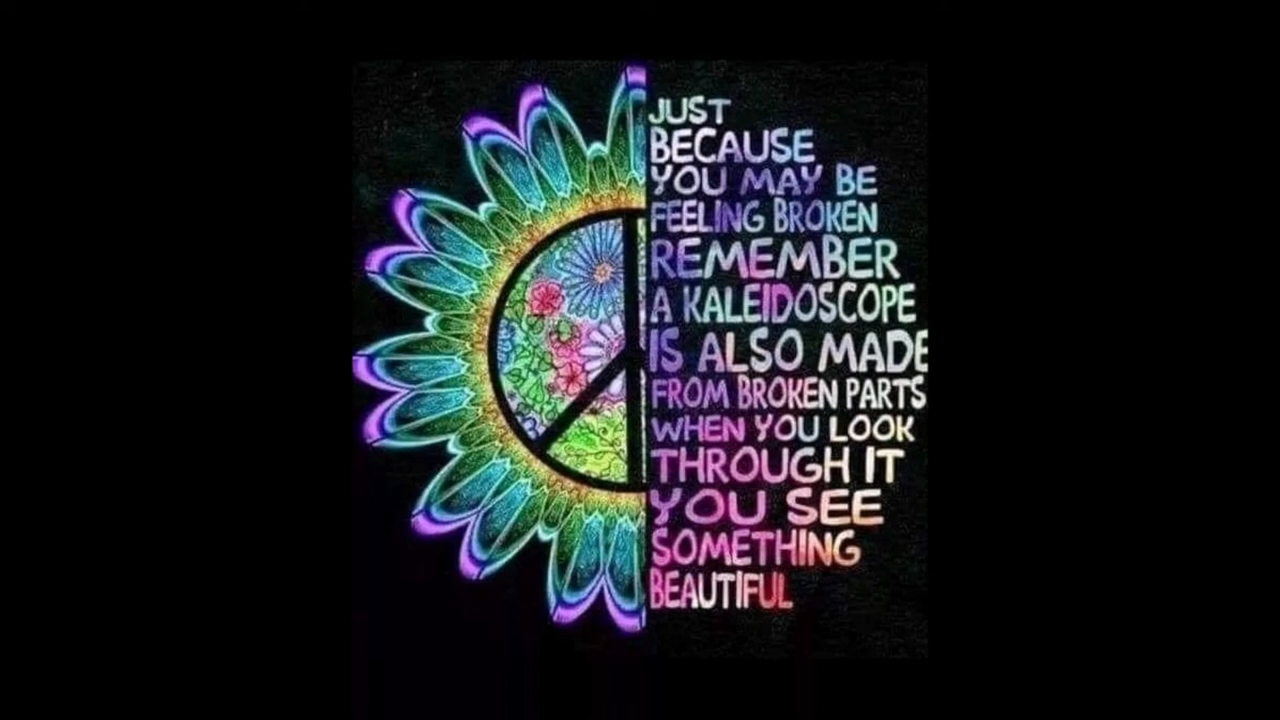 JUST
BECAUSE
YOU MAY BE
FEELING BROKEN
REMEMBER
A KALEIDOSCOPE
IS ALSO MADE
FROM BROKEN PARTS
WHEN YOU LOOK
THROUGH IT
YOU SEE
SOMETHING
BEAUTIFUL